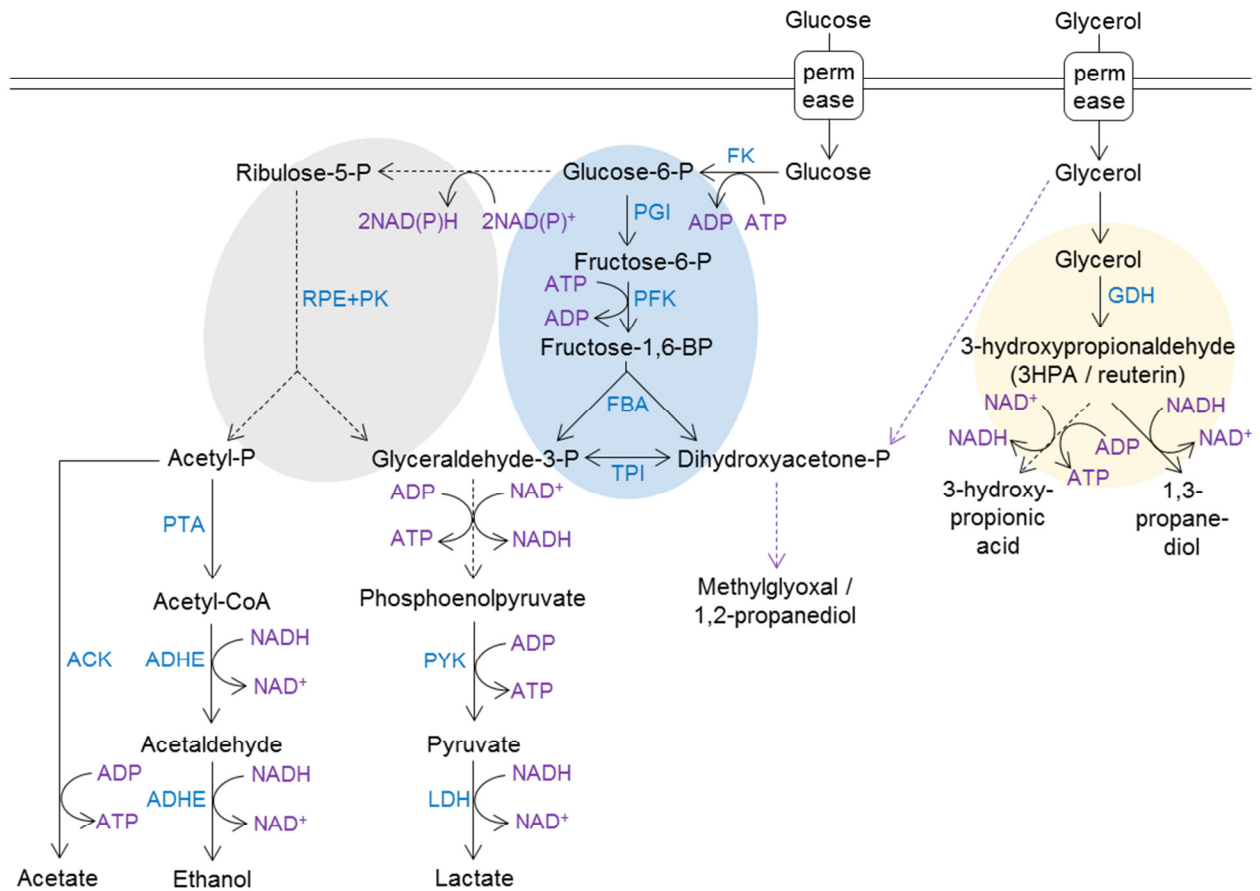 Glucose
Glycerol
perm
ease
perm
ease
Ribulose-5-P
Glucose-6-P
FK
Glucose
Glycerol
2NAD(P)H
2NAD(P)+
PGI
ADP
ATP
Fructose-6-P
Glycerol
ATP
PFK
ADP
GDH
RPE+PK
Fructose-1,6-BP
3-hydroxypropionaldehyde
(3HPA / reuterin)
FBA
NAD+
NADH
NADH
ADP
NAD+
ATP
Acetyl-P
Glyceraldehyde-3-P
TPI
Dihydroxyacetone-P
3-hydroxy-
propionic
acid
1,3-
propane-
diol
ADP
NAD+
PTA
ATP
NADH
Acetyl-CoA
Phosphoenolpyruvate
Methylglyoxal /
1,2-propanediol
NADH
ADP
ACK
ADHE
PYK
NAD+
ATP
Acetaldehyde
Pyruvate
ADP
NADH
NADH
ADHE
LDH
ATP
NAD+
NAD+
Acetate
Ethanol
Lactate